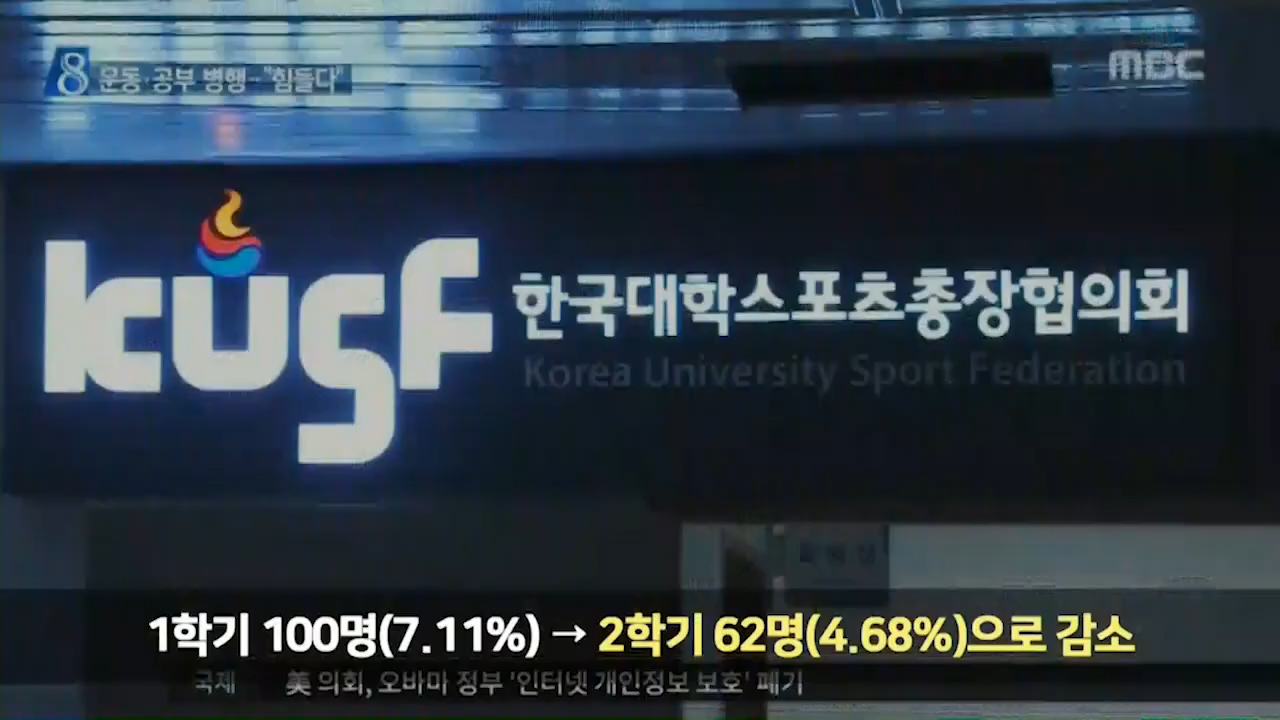 8 운동·공부 병행…"힘들다"
MBC
kusf
한국대학스포츠총장협의회
Korea University Sport Federation
1학기 100명(7.11%) → 2학기 62명(4.68%)으로 감소
국제 美 의회, 오바마 정부 '인터넷 개인정보 보호' 폐기